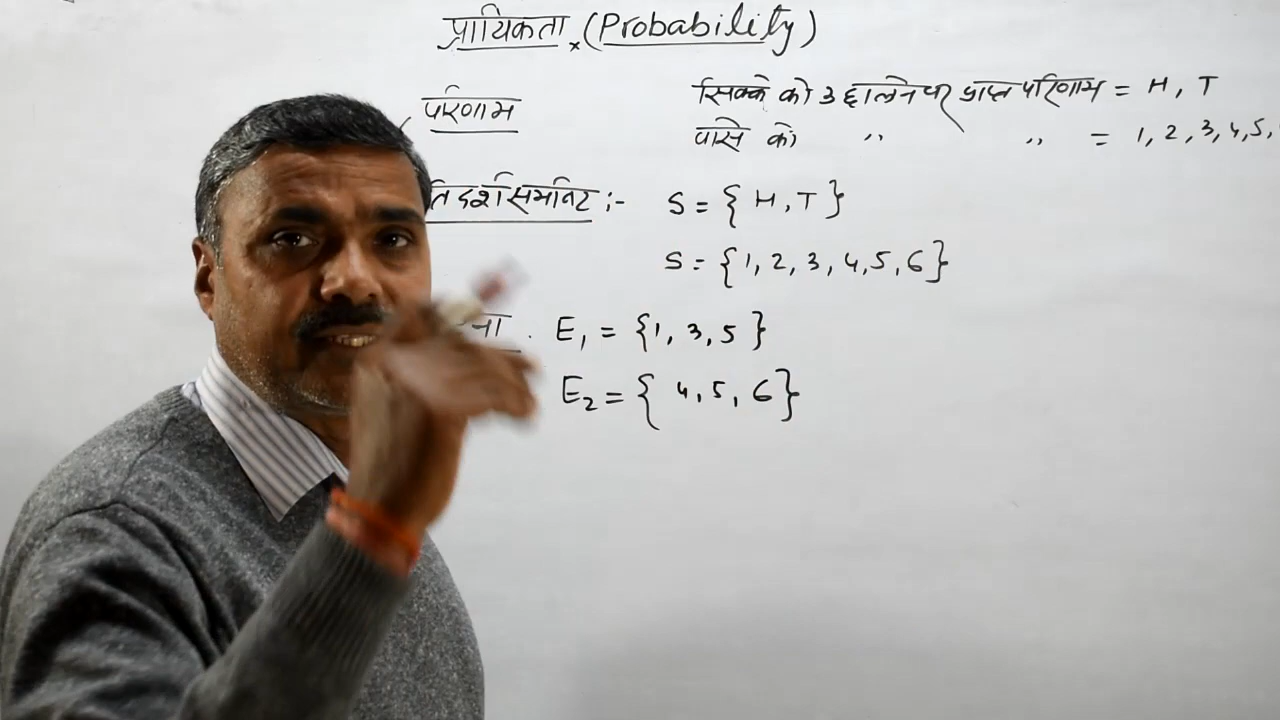 प्रायिकता (Probability)
परिणाम
सिक्के को उछालने पर प्राप्त परिणाम = H, T
पासे को ,, ,, = 1, 2, 3, 4, 5,
S = { H, T }
S = {1, 2, 3, 4, 5, 6}
E₁ = {1, 3, 5}
E₂ = { 4, 5, 6}